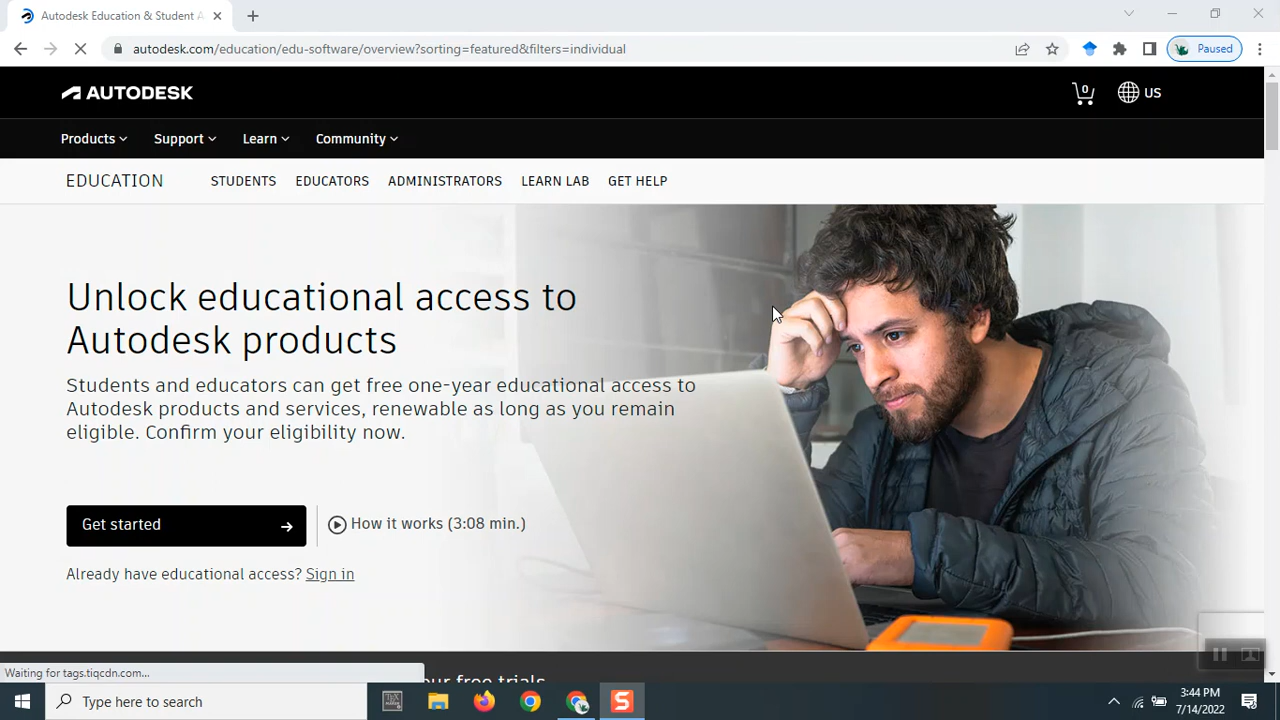 Autodesk Education & Student A
autodesk.com/education/edu-software/overview?sorting=featured&filters=individual
Paused
AUTODESK
0
US
Products
Support
Learn
Community
EDUCATION
STUDENTS
EDUCATORS
ADMINISTRATORS
LEARN LAB
GET HELP
Unlock educational access to
Autodesk products
Students and educators can get free one-year educational access to
Autodesk products and services, renewable as long as you remain
eligible. Confirm your eligibility now.
Get started
How it works (3:08 min.)
Already have educational access? Sign in
Waiting for tags.tiqcdn.com...
our free trials
Type here to search
3:44 PM
7/14/2022